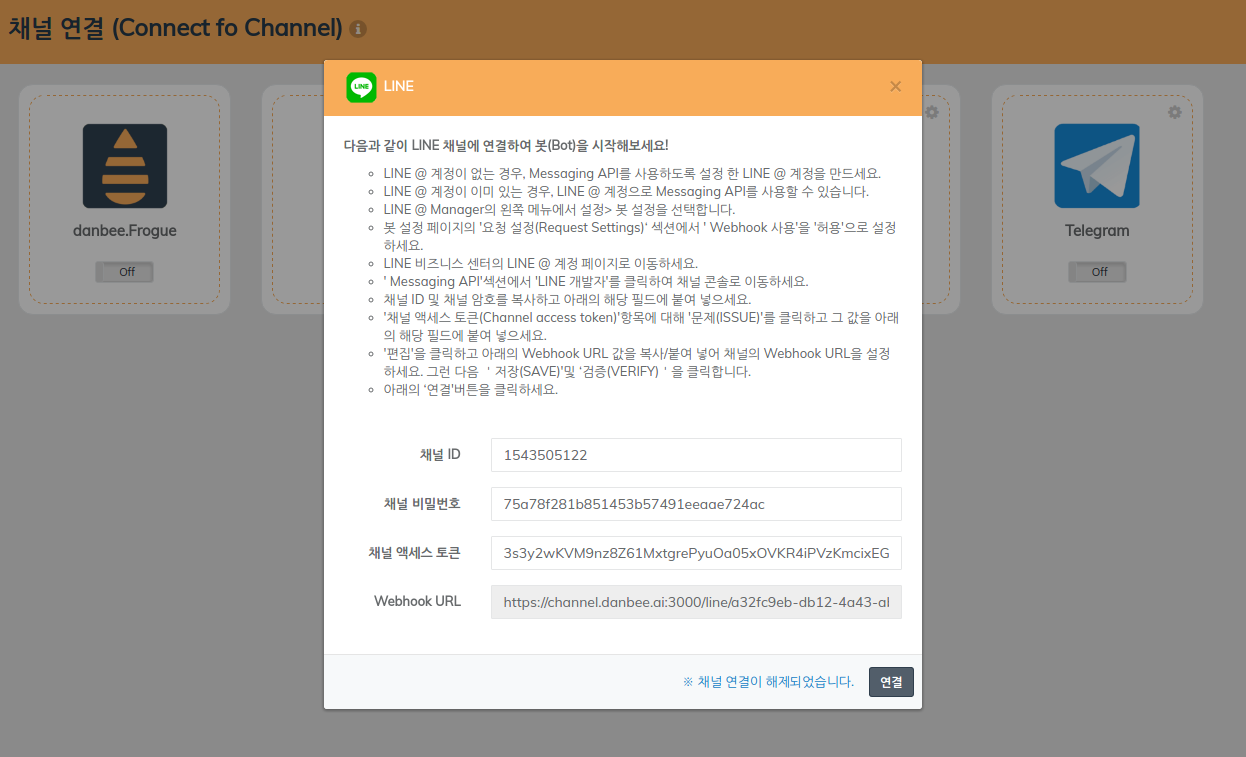 채널 연결 (Connect fo Channel)
LINE
LINE
×
다음과 같이 LINE 채널에 연결하여 봇(Bot)을 시작해보세요!
LINE @ 계정이 없는 경우, Messaging API를 사용하도록 설정 한 LINE @ 계정을 만드세요.
LINE @ 계정이 이미 있는 경우, LINE @ 계정으로 Messaging API를 사용할 수 있습니다.
LINE @ Manager의 왼쪽 메뉴에서 설정> 봇 설정을 선택합니다.
봇 설정 페이지의 '요청 설정(Request Settings)‘ 섹션에서 ' Webhook 사용'을 '허용'으로 설정
하세요.
LINE 비즈니스 센터의 LINE @ 계정 페이지로 이동하세요.
' Messaging API'섹션에서 'LINE 개발자'를 클릭하여 채널 콘솔로 이동하세요.
채널 ID 및 채널 암호를 복사하고 아래의 해당 필드에 붙여 넣으세요.
'채널 액세스 토큰(Channel access token)'항목에 대해 '문제(ISSUE)'를 클릭하고 그 값을 아래
의 해당 필드에 붙여 넣으세요.
'편집'을 클릭하고 아래의 Webhook URL 값을 복사/붙여 넣어 채널의 Webhook URL을 설정
하세요. 그런 다음 ＇저장(SAVE)'및 ‘검증(VERIFY)＇을 클릭합니다.
아래의 ‘연결'버튼을 클릭하세요.
danbee.Frogue
Off
Telegram
Off
채널 ID 1543505122
채널 비밀번호 75a78f281b851453b57491eeaae724ac
채널 액세스 토큰 3s3y2wKVM9nz8Z61MxtgrePyuOa05xOVKR4iPVzKmcixEG
Webhook URL https://channel.danbee.ai:3000/line/a32fc9eb-db12-4a43-al
※ 채널 연결이 해제되었습니다. 연결